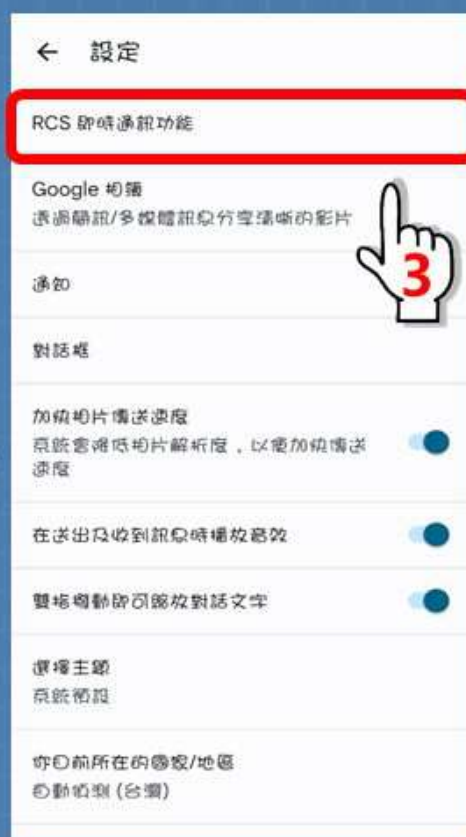 設定
RCS 即時通訊功能
Google 相簿
透過簡訊/多媒體訊息分享清晰的影片
3
通知
對話框
加快相片傳送速度
系統會降低相片解析度，以便加快傳送
速度
在送出及收到訊息時播放音效
雙指撥動即可縮放對話文字
選擇主題
系統預設
你目前所在的國家/地區
自動偵測 (台灣)